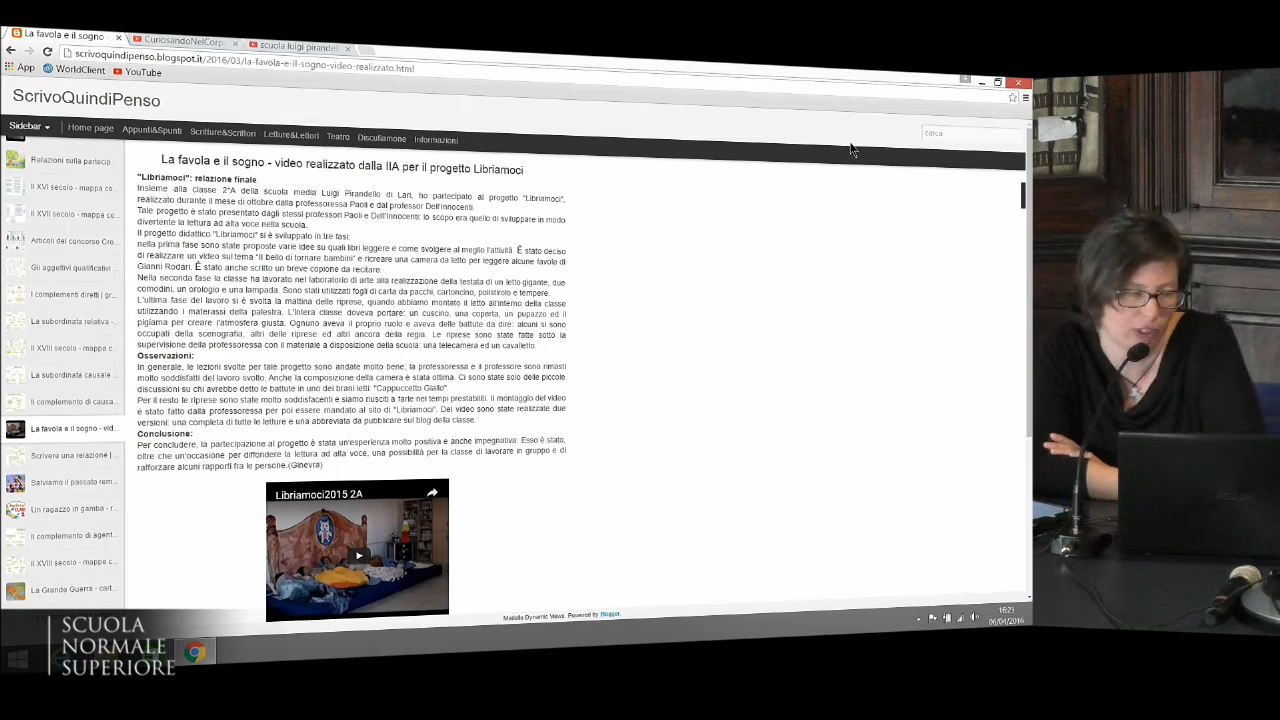 La favola e il sogno -
CuriosandoNelCorp
scuola luigi pirandell
scrivoquindipenso.blogspot.it/2016/03/la-favola-e-il-sogno-video-realizzato.html
App
WorldClient
YouTube
ScrivoQuindiPenso
Sidebar
Home page
Appunti&Spunti
Scritture&Scrittori
Letture&Lettori
Teatro
Discutiamone
Informazioni
cerca
Relazioni sulla partecip...
Il XVI secolo - mappa co...
Il XVII secolo - mappa co...
Articoli del concorso Cro...
Gli aggettivi qualificativi ...
I complementi diretti | gr...
La subordinata relativa -...
Il XVIII secolo - mappa c...
La subordinata causale ...
Il complemento di causa...
La favola e il sogno - vid...
Scrivere una relazione |...
Salviamo il passato rem...
Un ragazzo in gamba - r...
Il complemento di agent...
Il XVIII secolo - mappe c...
La Grande Guerra - cart...
La favola e il sogno - video realizzato dalla IIA per il progetto Libriamoci
"Libriamoci": relazione finale
Insieme alla classe 2°A della scuola media Luigi Pirandello di Lari, ho partecipato al progetto "Libriamoci",
realizzato durante il mese di ottobre dalla professoressa Paoli e dal professor Dell'Innocenti.
Tale progetto è stato presentato dagli stessi professori Paoli e Dell'Innocenti: lo scopo era quello di sviluppare in modo
divertente la lettura ad alta voce nella scuola.
Il progetto didattico "Libriamoci" si è sviluppato in tre fasi:
nella prima fase sono state proposte varie idee su quali libri leggere e come svolgere al meglio l'attività. È stato deciso
di realizzare un video sul tema "Il bello di tornare bambini" e ricreare una camera da letto per leggere alcune favole di
Gianni Rodari. È stato anche scritto un breve copione da recitare.
Nella seconda fase la classe ha lavorato nel laboratorio di arte alla realizzazione della testata di un letto gigante, due
comodini, un orologio e una lampada. Sono stati utilizzati fogli di carta da pacchi, cartoncino, polistirolo e tempere.
L'ultima fase del lavoro si è svolta la mattina delle riprese, quando abbiamo montato il letto all'interno della classe
utilizzando i materassi della palestra. L'intera classe doveva portare: un cuscino, una coperta, un pupazzo ed il
pigiama per creare l'atmosfera giusta. Ognuno aveva il proprio ruolo e aveva delle battute da dire: alcuni si sono
occupati della scenografia, altri delle riprese ed altri ancora della regia. Le riprese sono state fatte sotto la
supervisione della professoressa con il materiale a disposizione della scuola: una telecamera ed un cavalletto.
Osservazioni:
In generale, le lezioni svolte per tale progetto sono andate molto bene; la professoressa e il professore sono rimasti
molto soddisfatti del lavoro svolto. Anche la composizione della camera è stata ottima. Ci sono state solo delle piccole
discussioni su chi avrebbe detto le battute in uno dei brani letti: "Cappuccetto Giallo".
Per il resto le riprese sono state molto soddisfacenti e siamo riusciti a farle nei tempi prestabiliti. Il montaggio del video
è stato fatto dalla professoressa per poi essere mandato al sito di "Libriamoci". Del video sono state realizzate due
versioni: una completa di tutte le letture e una abbreviata da pubblicare sul blog della classe.
Conclusione:
Per concludere, la partecipazione al progetto è stata un'esperienza molto positiva e anche impegnativa. Esso è stato,
oltre che un'occasione per diffondere la lettura ad alta voce, una possibilità per la classe di lavorare in gruppo e di
rafforzare alcuni rapporti fra le persone.(Ginevra)
Libriamoci2015 2A
Modello Dynamic Views. Powered by Blogger.
16:23
06/04/2016
SCUOLA
NORMALE
SUPERIORE